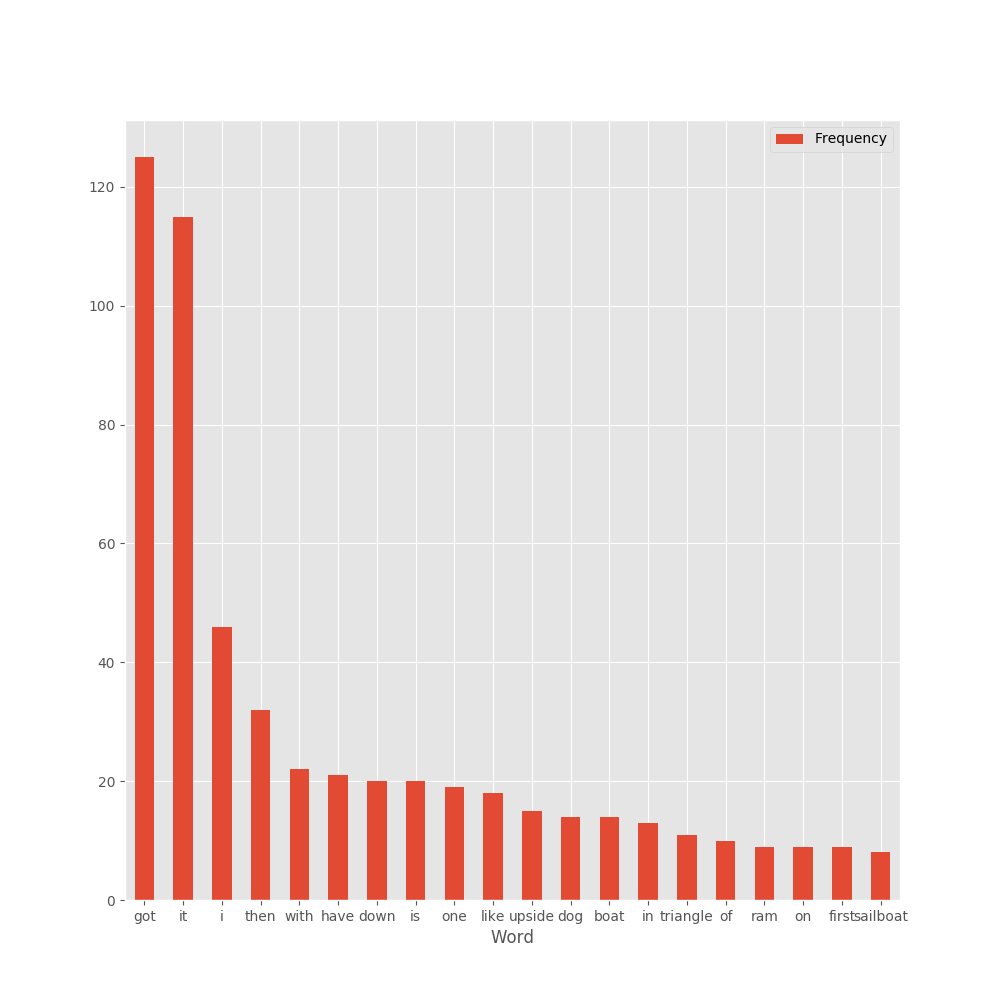 Frequency
120
100
80
60
40
20
0
got it i then with have down is one like upside dog boat in triangle of ram on first sailboat
Word